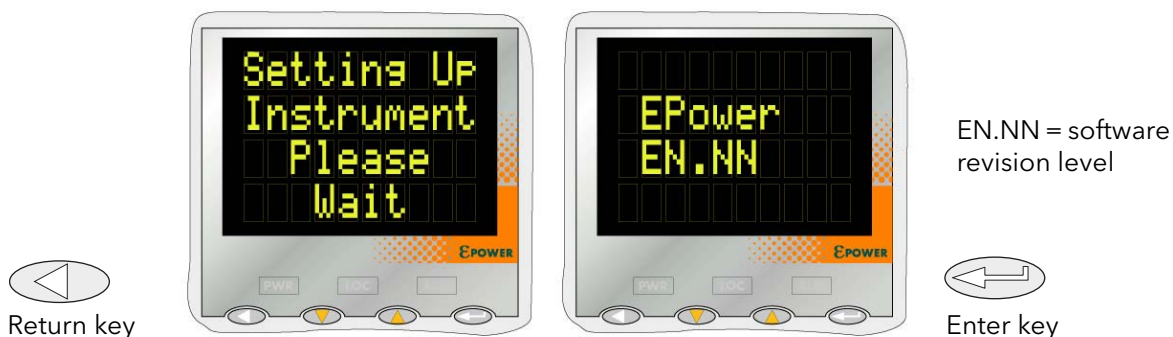 Setting Up
Instrument
Please
Wait
EPOWER
PWR LOC
Return key
EPower
EN.NN
EPOWER
PWR LOC
EN.NN = software
revision level
Enter key